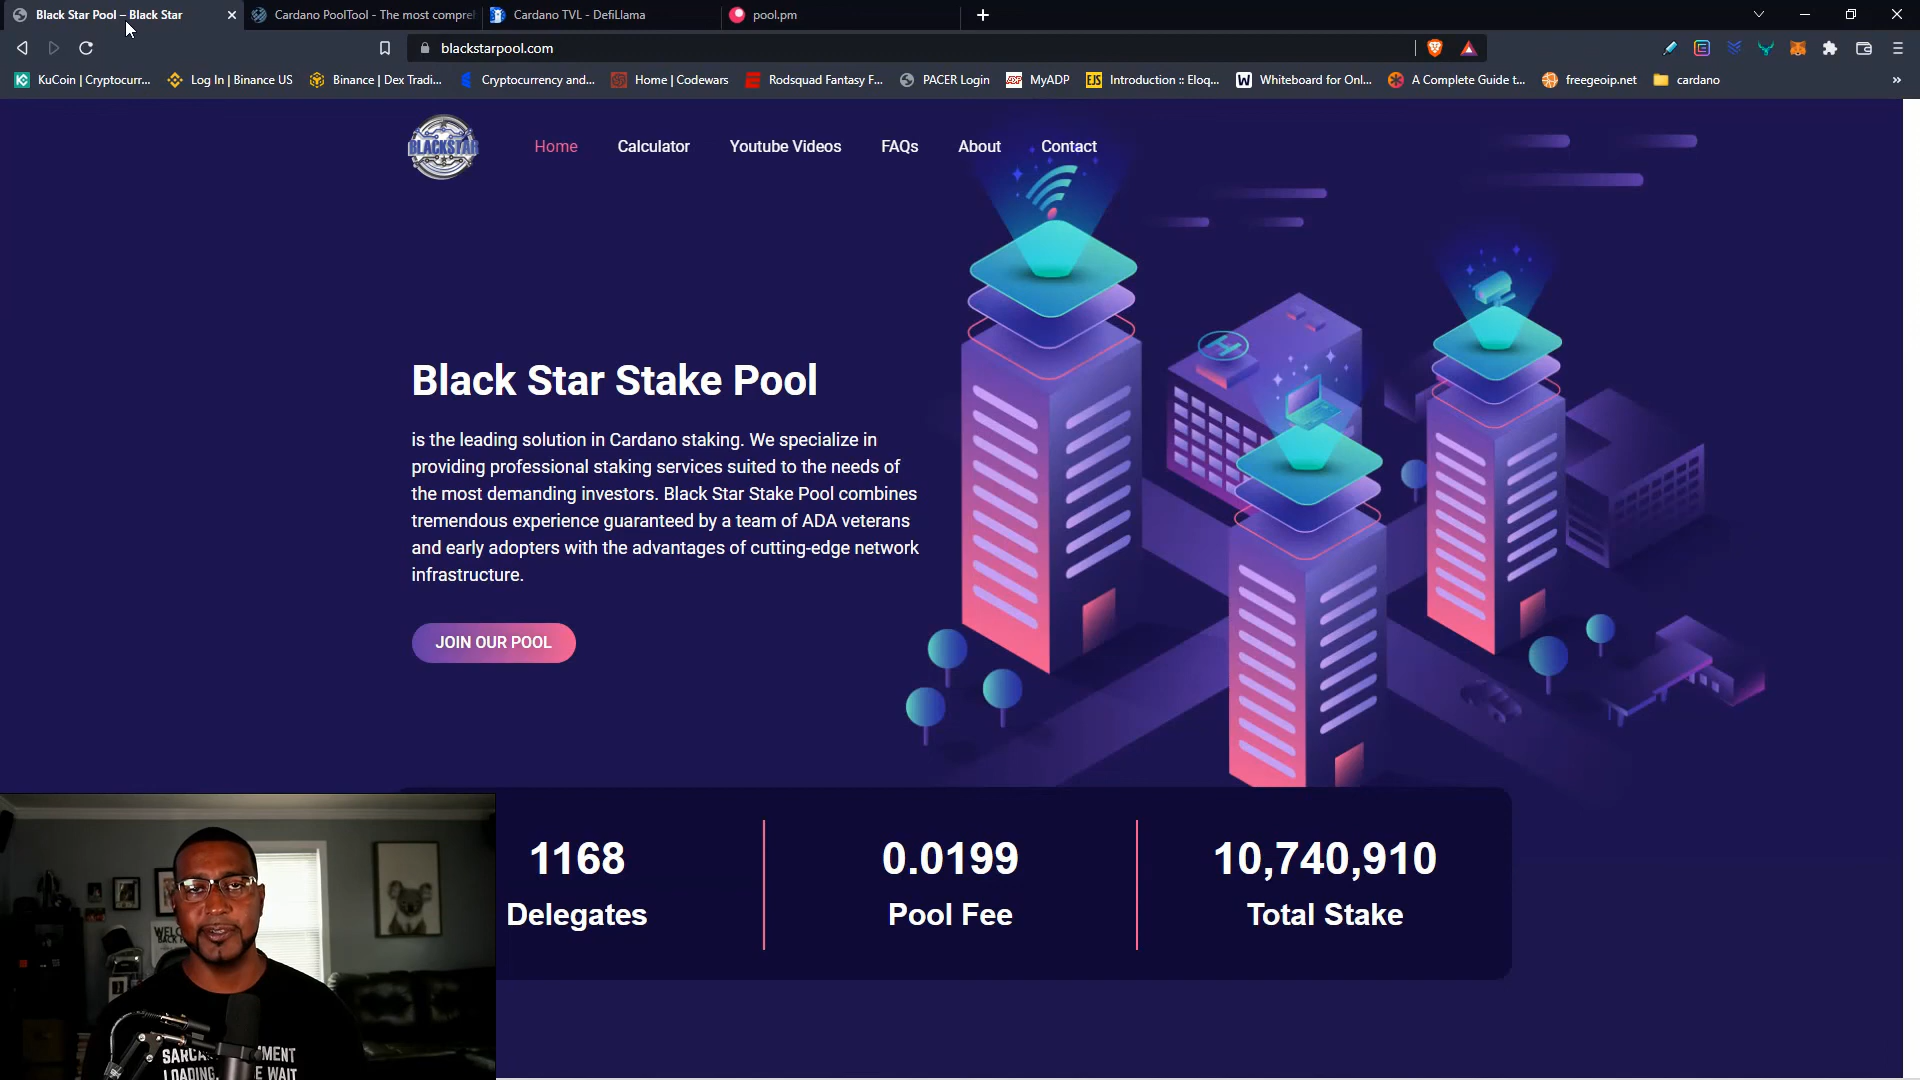 Black Star Pool – Black Star
Cardano PoolTool - The most compre
Cardano TVL - DefiLlama
pool.pm
blackstarpool.com
KuCoin | Cryptocurr...
Log In | Binance US
Binance | Dex Tradi...
Cryptocurrency and...
Home | Codewars
Rodsquad Fantasy F...
PACER Login
MyADP
Introduction :: Eloq...
Whiteboard for Onl...
A Complete Guide t...
freegeoip.net
cardano
BLACKSTAR
Home
Calculator
Youtube Videos
FAQs
About
Contact
Black Star Stake Pool
is the leading solution in Cardano staking. We specialize in
providing professional staking services suited to the needs of
the most demanding investors. Black Star Stake Pool combines
tremendous experience guaranteed by a team of ADA veterans
and early adopters with the advantages of cutting-edge network
infrastructure.
JOIN OUR POOL
1168
Delegates
0.0199
Pool Fee
10,740,910
Total Stake
LOADING
WAIT